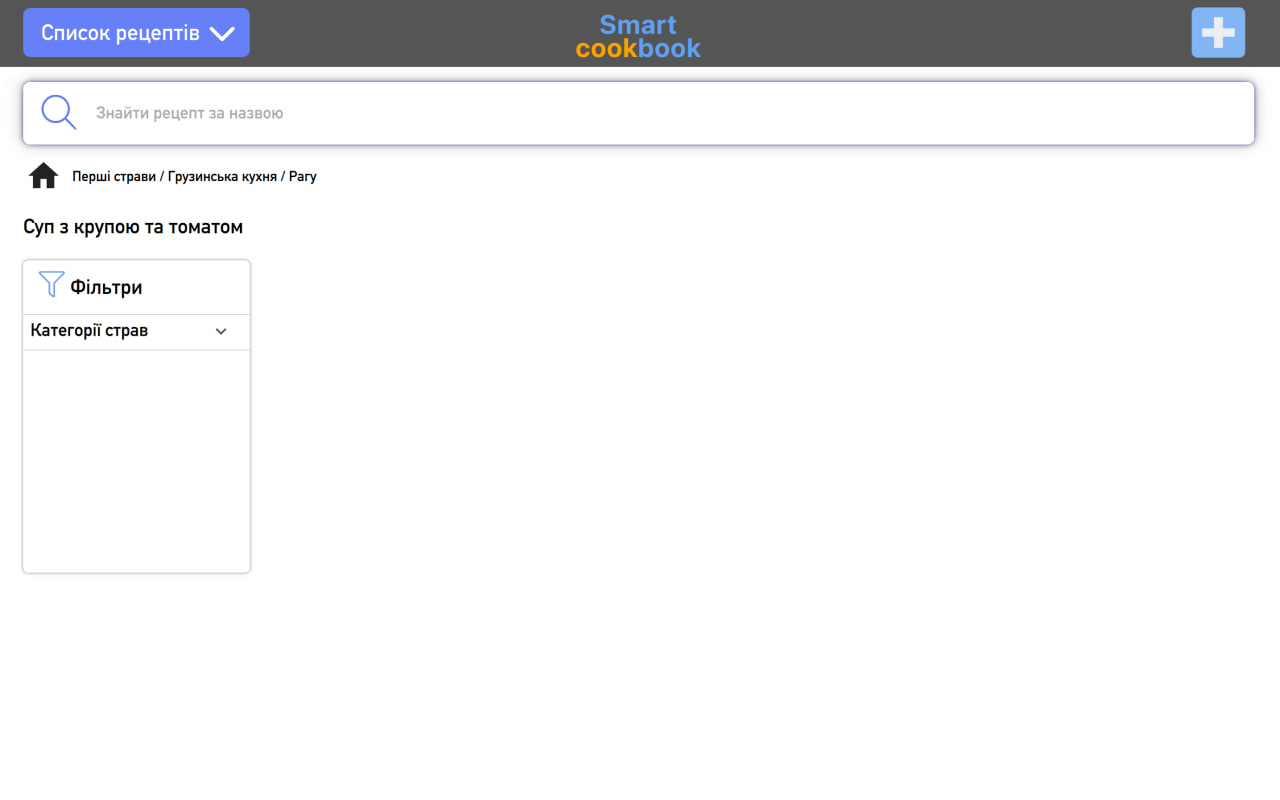 Список рецептів
Smart
cookbook
Знайти рецепт за назвою
Перші страви / Грузинська кухня / Рагу
Суп з крупою та томатом
Фільтри
Категорії страв